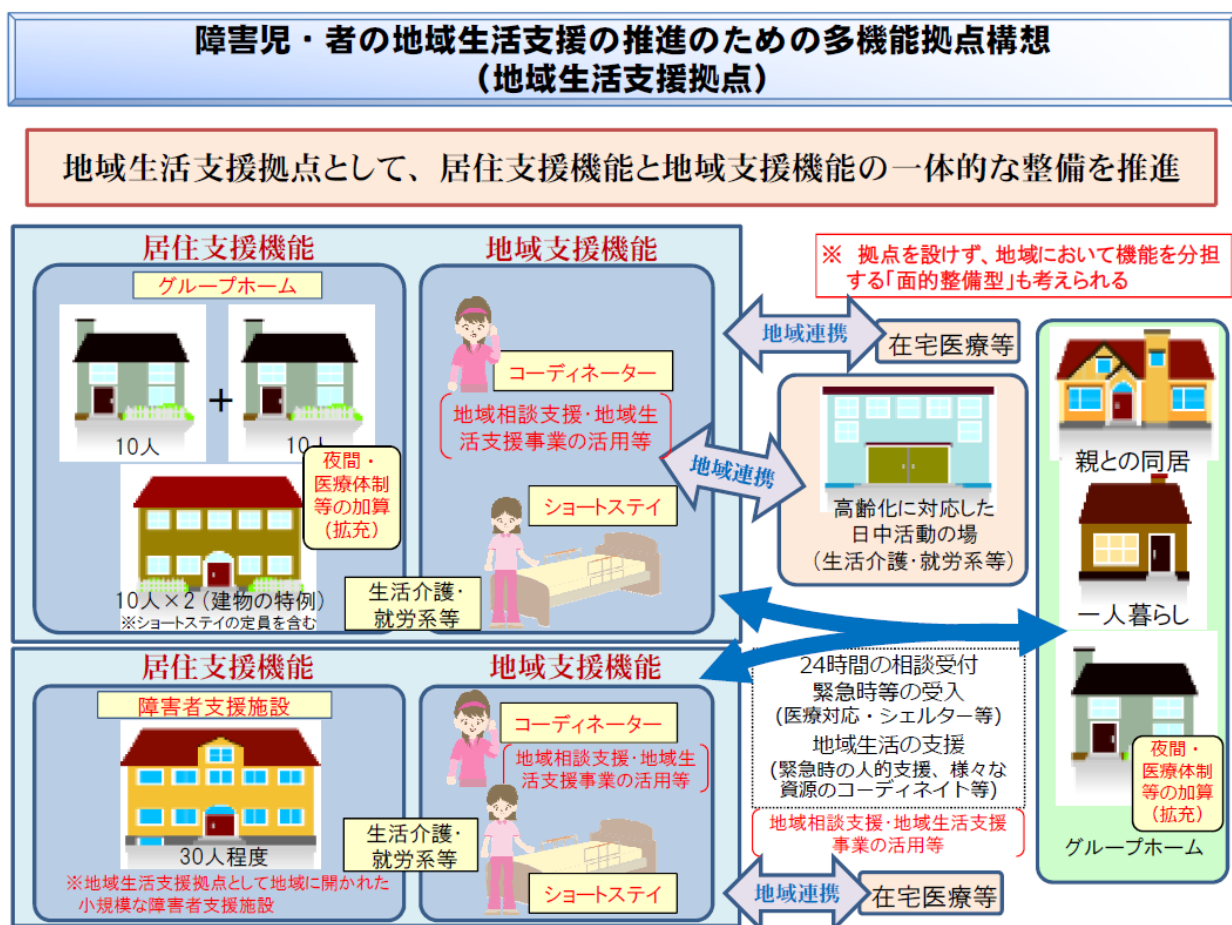 障害児・者の地域生活支援の推進のための多機能拠点構想
（地域生活支援拠点）
地域生活支援拠点として、居住支援機能と地域支援機能の一体的な整備を推進
居住支援機能
グループホーム
+
10人
10人
夜間・
医療体制
等の加算
（拡充）
10人×2（建物の特例）
※ショートステイの定員を含む
生活介護・
就労系等
地域支援機能
コーディネーター
地域相談支援・地域生
活支援事業の活用等
ショートステイ
※ 拠点を設けず、地域において機能を分担
する「面的整備型」も考えられる
地域連携
在宅医療等
地域連携
高齢化に対応した
日中活動の場
（生活介護・就労系等）
親との同居
一人暮らし
夜間・
医療体制
等の加算
（拡充）
グループホーム
居住支援機能
障害者支援施設
30人程度
※地域生活支援拠点として地域に開かれた
小規模な障害者支援施設
生活介護・
就労系等
地域支援機能
コーディネーター
地域相談支援・地域生
活支援事業の活用等
ショートステイ
24時間の相談受付
緊急時等の受入
(医療対応・シェルター等)
地域生活の支援
(緊急時の人的支援、様々な
資源のコーディネイト等)
地域相談支援・地域生活支援
事業の活用等
地域連携
在宅医療等